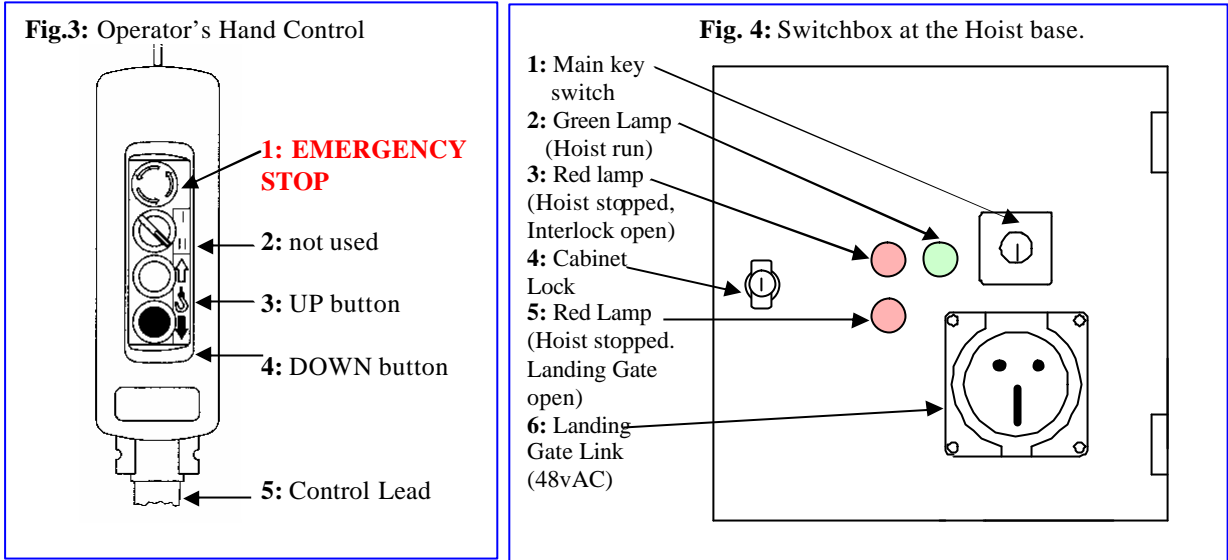 Fig.3: Operator's Hand Control
1: EMERGENCY
STOP
2: not used
3: UP button
4: DOWN button
5: Control Lead
Fig. 4: Switchbox at the Hoist base.
1: Main key
switch
2: Green Lamp
(Hoist run)
3: Red lamp
(Hoist stopped,
Interlock open)
4: Cabinet
Lock
5: Red Lamp
(Hoist stopped.
Landing Gate
open)
6: Landing
Gate Link
(48vAC)